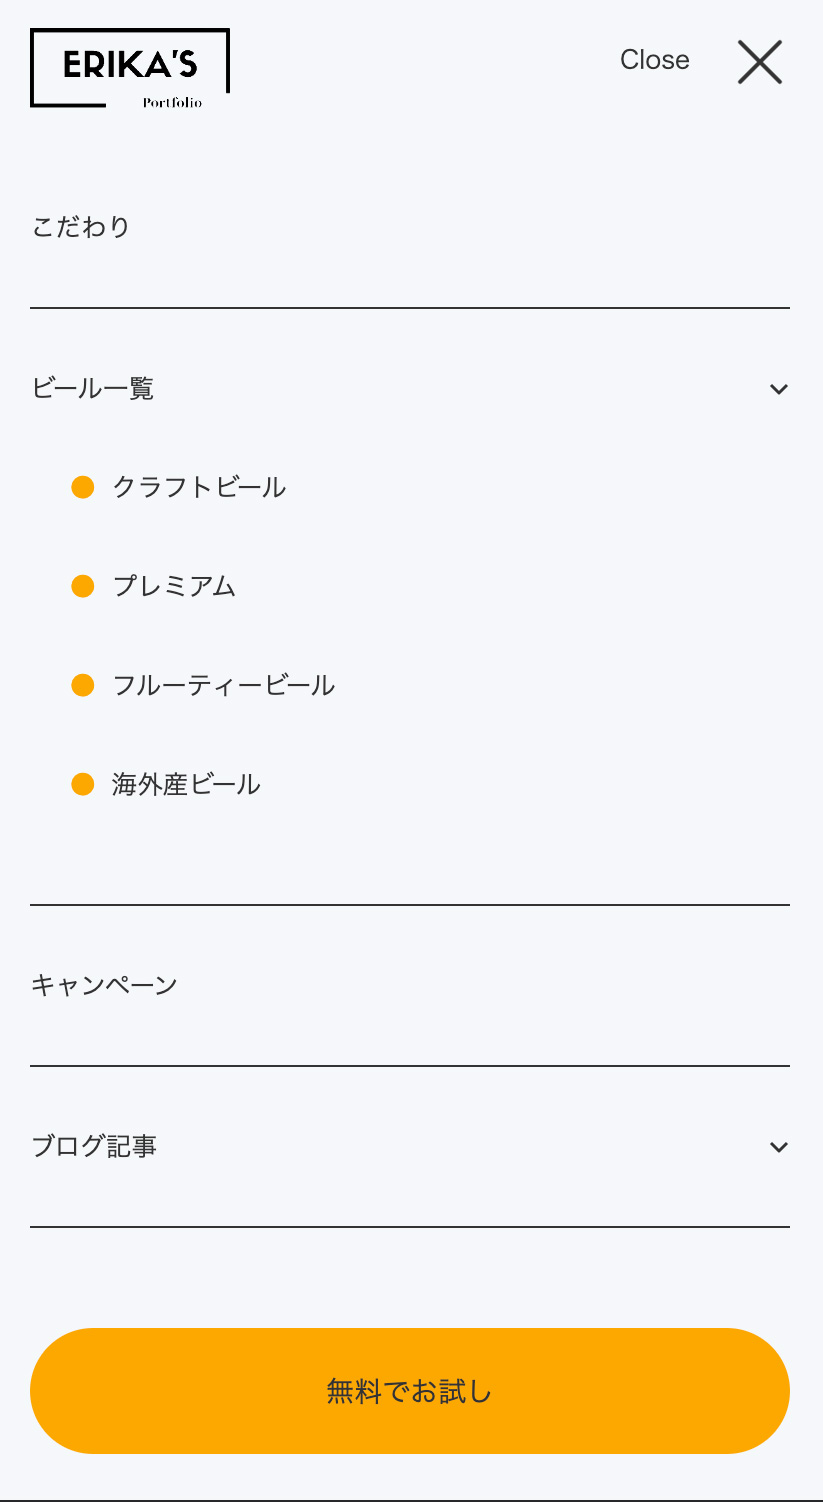 ERIKA'S
Portfolio
Close
こだわり
ビール一覧
クラフトビール
プレミアム
フルーティービール
海外産ビール
キャンペーン
ブログ記事
無料でお試し